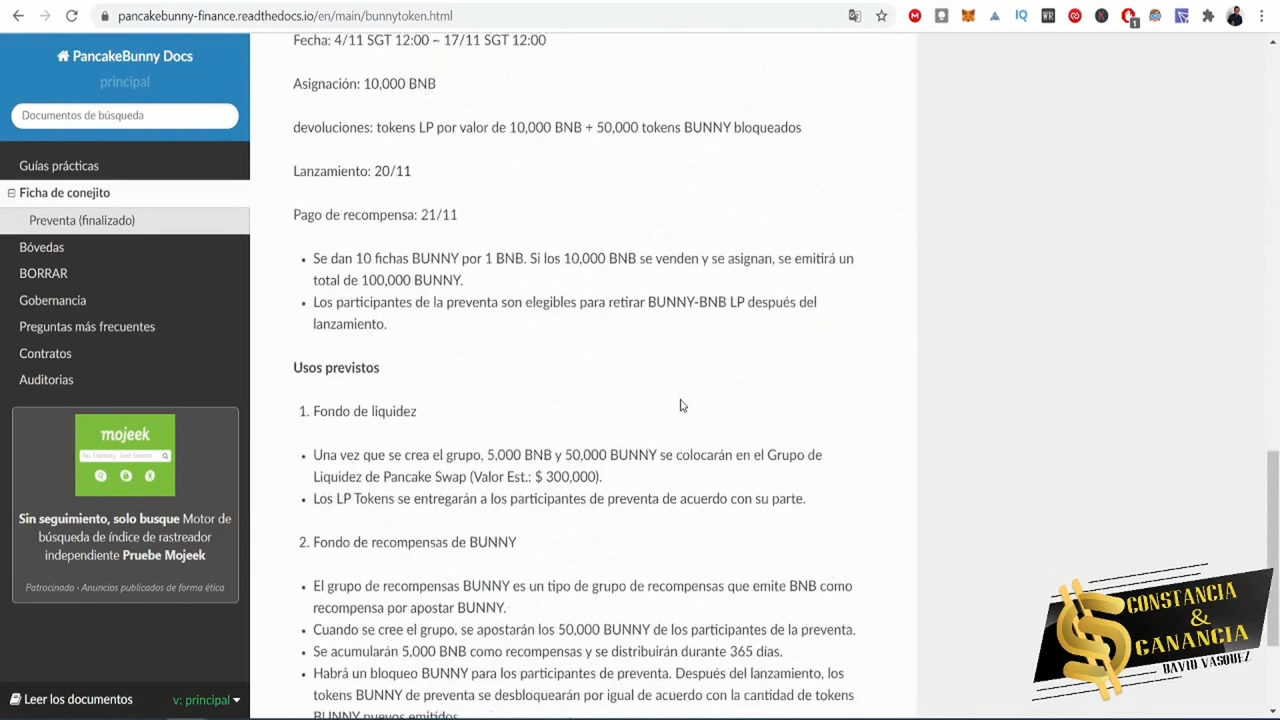 pancakebunny-finance.readthedocs.io/en/main/bunnytoken.html
PancakeBunny Docs
principal
Documentos de búsqueda
Guías prácticas
Ficha de conejito
Preventa (finalizado)
Bóvedas
BORRAR
Gobernancia
Preguntas más frecuentes
Contratos
Auditorias
mojeek
Sin seguimiento, solo busque Motor de
búsqueda de índice de rastreador
independiente Pruebe Mojeek
Patrocinado · Anuncios publicados de forma ética
Leer los documentos
v: principal
Fecha: 4/11 SGT 12:00 ~ 17/11 SGT 12:00
Asignación: 10,000 BNB
devoluciones: tokens LP por valor de 10,000 BNB + 50,000 tokens BUNNY bloqueados
Lanzamiento: 20/11
Pago de recompensa: 21/11
• Se dan 10 fichas BUNNY por 1 BNB. Si los 10,000 BNB se venden y se asignan, se emitirá un
total de 100,000 BUNNY.
• Los participantes de la preventa son elegibles para retirar BUNNY-BNB LP después del
lanzamiento.
Usos previstos
1. Fondo de liquidez
• Una vez que se crea el grupo, 5,000 BNB y 50,000 BUNNY se colocarán en el Grupo de
Liquidez de Pancake Swap (Valor Est.: $ 300,000).
• Los LP Tokens se entregarán a los participantes de preventa de acuerdo con su parte.
2. Fondo de recompensas de BUNNY
• El grupo de recompensas BUNNY es un tipo de grupo de recompensas que emite BNB como
recompensa por apostar BUNNY.
• Cuando se cree el grupo, se apostarán los 50,000 BUNNY de los participantes de la preventa.
• Se acumularán 5,000 BNB como recompensas y se distribuirán durante 365 días.
• Habrá un bloqueo BUNNY para los participantes de preventa. Después del lanzamiento, los
tokens BUNNY de preventa se desbloquearán por igual de acuerdo con la cantidad de tokens
BUNNY nuevos emitidos.
CONSTANCIA
&
GANANCIA
DAVID VASQUEZ